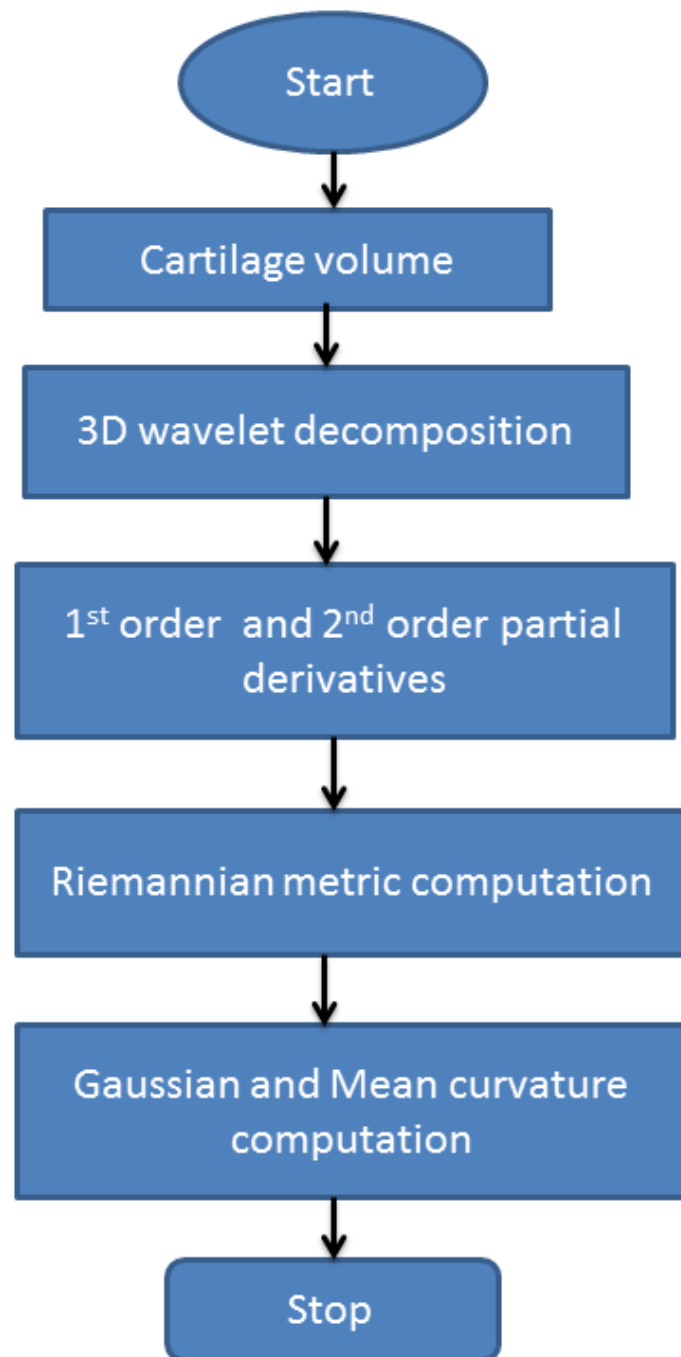 Start
Cartilage volume
3D wavelet decomposition
1st order and 2nd order partial
derivatives
Riemannian metric computation
Gaussian and Mean curvature
computation
Stop